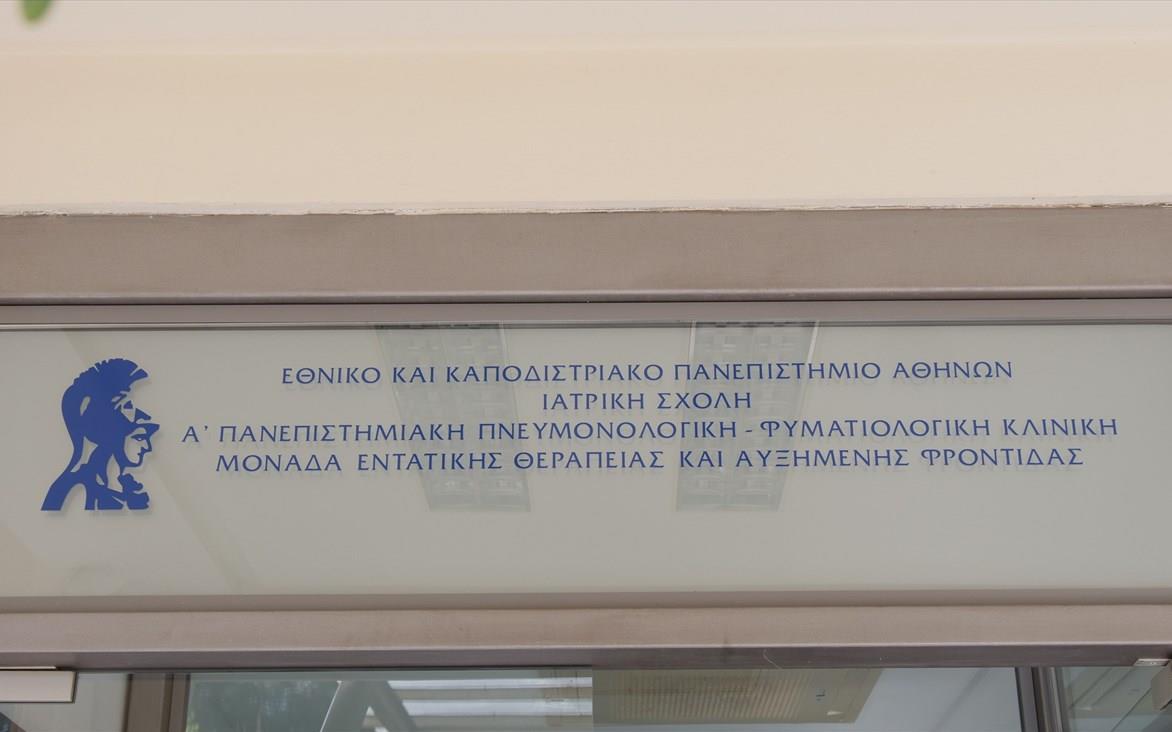 ΕΘΝΙΚΟ ΚΑΙ ΚΑΠΟΔΙΣΤΡΙΑΚΟ ΠΑΝΕΠΙΣΤΗΜΙΟ ΑΘΗΝΩΝ
ΙΑΤΡΙΚΗ ΣΧΟΛΗ
Α' ΠΑΝΕΠΙΣΤΗΜΙΑΚΗ ΠΝΕΥΜΟΝΟΛΟΓΙΚΗ - ΦΥΜΑΤΙΟΛΟΓΙΚΗ ΚΛΙΝΙΚΗ
ΜΟΝΑΔΑ ΕΝΤΑΤΙΚΗΣ ΘΕΡΑΠΕΙΑΣ ΚΑΙ ΑΥΞΗΜΕΝΗΣ ΦΡΟΝΤΙΔΑΣ